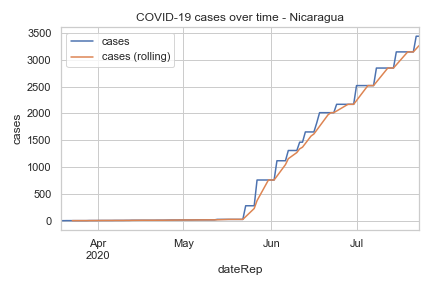 COVID-19 cases over time - Nicaragua
cases
cases (rolling)
3500
3000
2500
2000
1500
1000
500
0
cases
Apr
2020
May
Jun
Jul
dateRep